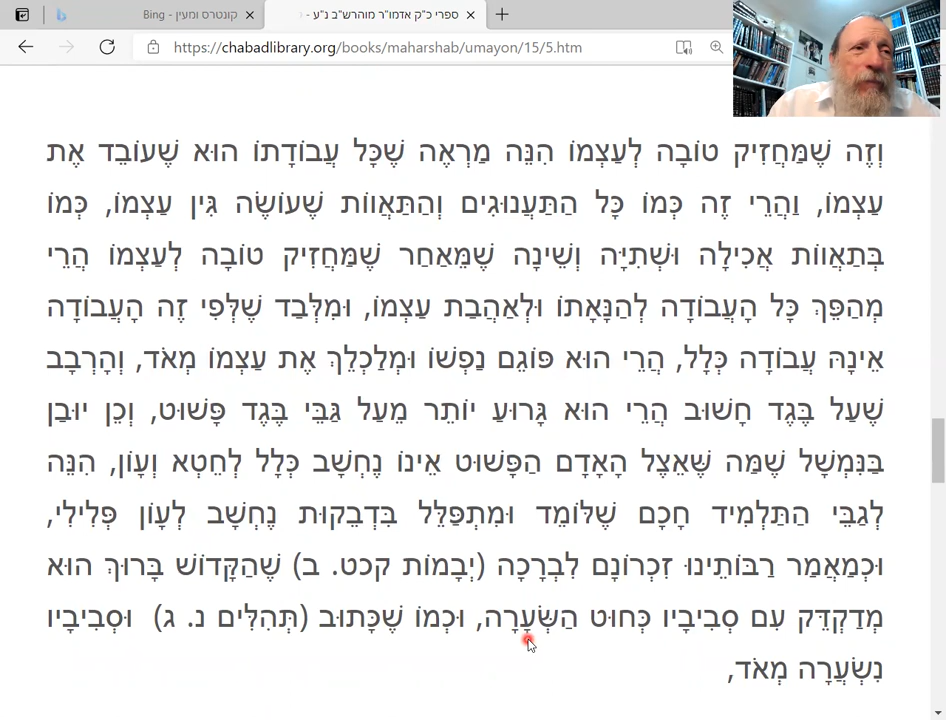 קונטרס ומעין - Bing
ספרי כ"ק אדמו"ר מוהרש"ב נ"ע -
https://chabadlibrary.org/books/maharshab/umayon/15/5.htm
וְזֶה שֶׁמַּחֲזִיק טוֹבָה לְעַצְמוֹ הִנֵּה מַרְאֶה שֶׁכָּל עֲבוֹדָתוֹ הוּא שֶׁעוֹבֵד אֶת
עַצְמוֹ, וַהֲרֵי זֶה כְּמוֹ כָּל הַתַּעֲנוּגִים וְהַתַּאֲווֹת שֶׁעוֹשֶׂה גִּין עַצְמוֹ, כְּמוֹ
בְּתַאֲווֹת אֲכִילָה וּשְׁתִיָּה וְשֵׁינָה שֶׁמֵּאַחַר שֶׁמַּחֲזִיק טוֹבָה לְעַצְמוֹ הֲרֵי
מְהַפֵּךְ כָּל הָעֲבוֹדָה לְהַנָּאָתוֹ וּלְאַהֲבַת עַצְמוֹ, וּמִלְּבַד שֶׁלְּפִי זֶה הָעֲבוֹדָה
אֵינָהּ עֲבוֹדָה כְּלָל, הֲרֵי הוּא פּוֹגֵם נַפְשׁוֹ וּמְלַכְלֵךְ אֶת עַצְמוֹ מְאֹד, וְהָרְבָב
שֶׁעַל בֶּגֶד חָשׁוּב הֲרֵי הוּא גָּרוּעַ יוֹתֵר מֵעַל גַּבֵּי בֶּגֶד פָּשׁוּט, וְכֵן יוּבַן
בַּנִּמְשָׁל שֶׁמָּה שֶּׁאֵצֶל הָאָדָם הַפָּשׁוּט אֵינוֹ נֶחְשָׁב כְּלָל לְחֵטְא וְעָוֹן, הִנֵּה
לְגַבֵּי הַתַּלְמִיד חָכָם שֶׁלּוֹמֵד וּמִתְפַּלֵּל בִּדְבֵקוּת נֶחְשָׁב לְעָוֹן פְּלִילִי,
וּכְמַאֲמַר רַבּוֹתֵינוּ זִכְרוֹנָם לִבְרָכָה (יְבָמוֹת קכט. ב) שֶׁהַקָּדוֹשׁ בָּרוּךְ הוּא
מְדַקְדֵּק עִם סְבִיבָיו כְּחוּט הַשְּׂעָרָה, וּכְמוֹ שֶׁכָּתוּב (תְּהִלִּים נ. ג) וּסְבִיבָיו
נִשְׂעֲרָה מְאֹד,